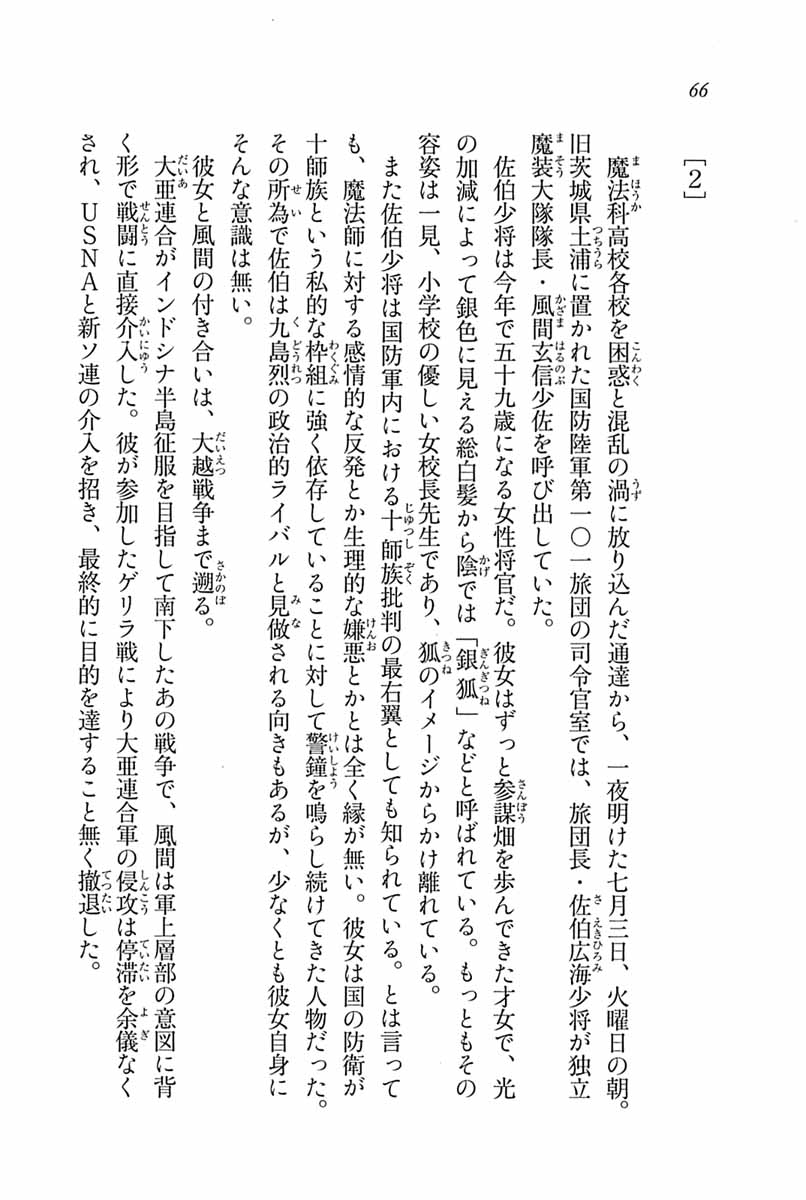 66
［2］
魔法科高校各校を困惑と混乱の渦に放り込んだ通達から、一夜明けた七月三日、火曜日の朝。
旧茨城県土浦に置かれた国防陸軍第一〇一旅団の司令官室では、旅団長・佐伯広海少将が独立
魔装大隊隊長・風間玄信少佐を呼び出していた。
佐伯少将は今年で五十九歳になる女性将官だ。彼女はずっと参謀畑を歩んできた才女で、光
の加減によって銀色に見える総白髪から陰では「銀狐」などと呼ばれている。もっともその
容姿は一見、小学校の優しい女校長先生であり、狐のイメージからかけ離れている。
また佐伯少将は国防軍内における十師族批判の最右翼としても知られている。とは言って
も、魔法師に対する感情的な反発とか生理的な嫌悪とかとは全く縁が無い。彼女は国の防衛が
十師族という私的な枠組に強く依存していることに対して警鐘を鳴らし続けてきた人物だった。
その所為で佐伯は九島烈の政治的ライバルと見做される向きもあるが、少なくとも彼女自身に
そんな意識は無い。
彼女と風間の付き合いは、大越戦争まで遡る。
大亜連合がインドシナ半島征服を目指して南下したあの戦争で、風間は軍上層部の意図に背
く形で戦闘に直接介入した。彼が参加したゲリラ戦により大亜連合軍の侵攻は停滞を余儀なく
され、ＵＳＮＡと新ソ連の介入を招き、最終的に目的を達すること無く撤退した。